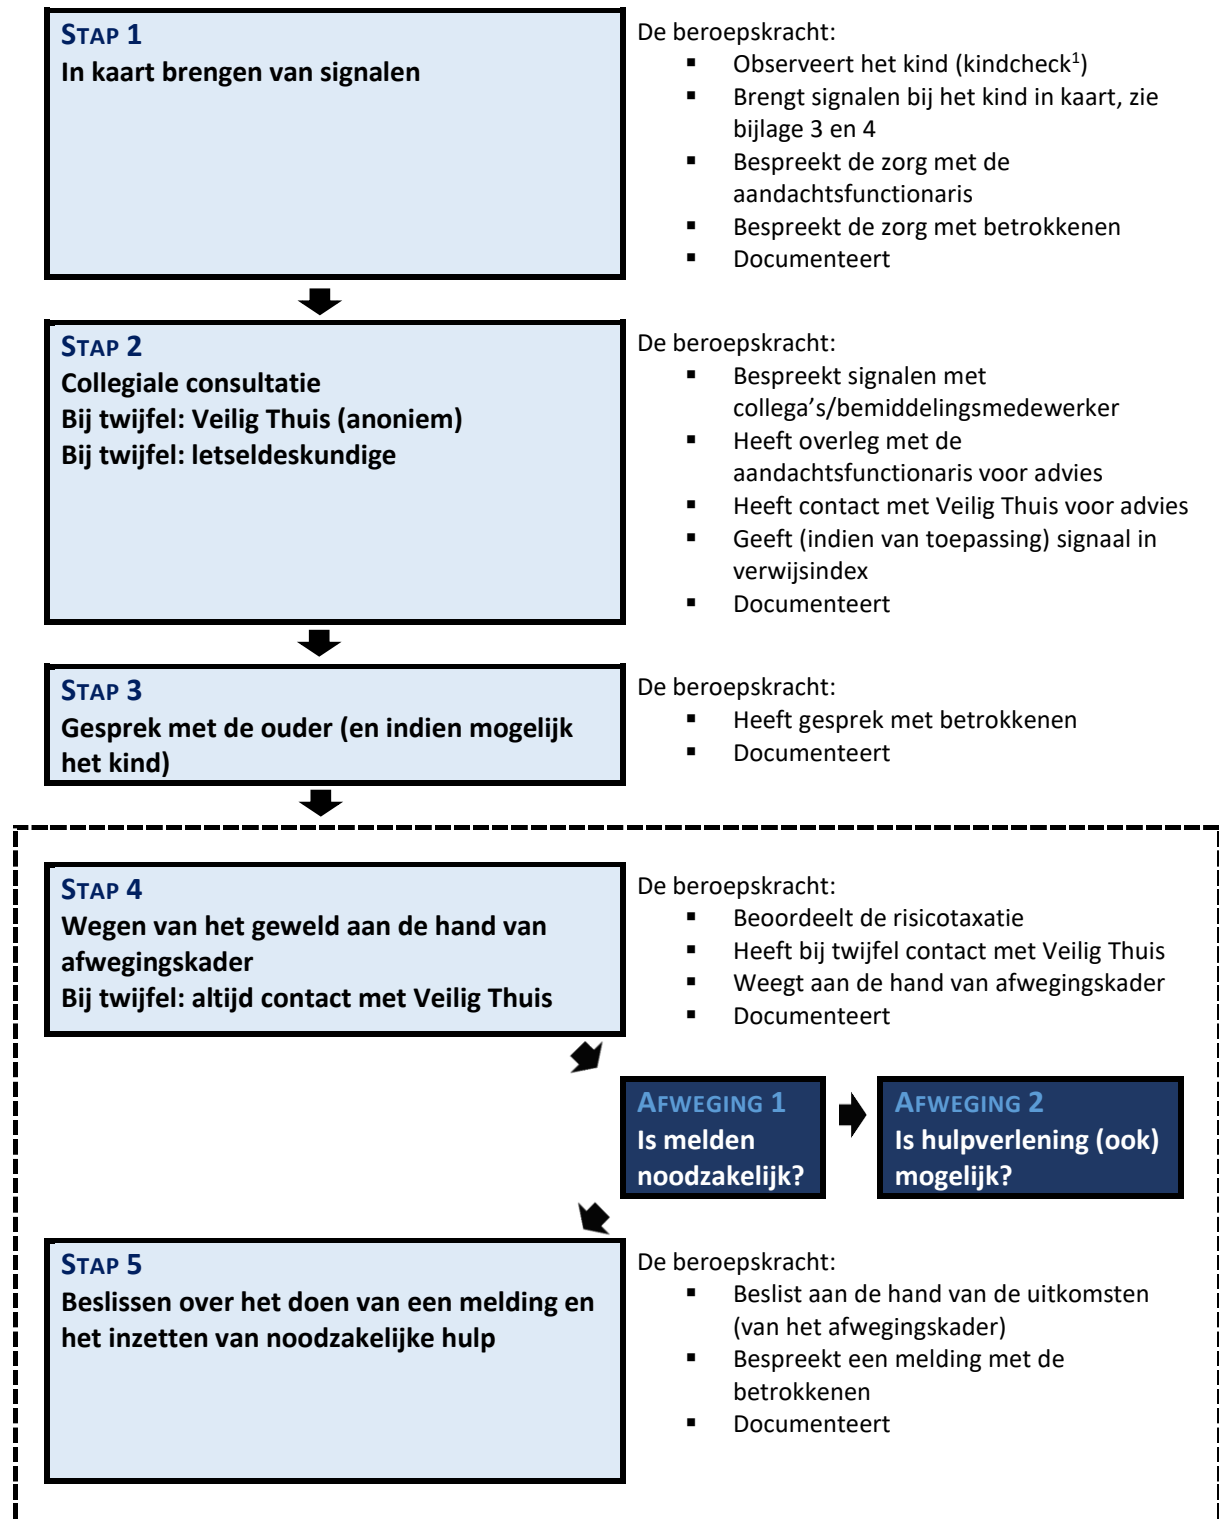 STAP 1
In kaart brengen van signalen
De beroepskracht:
▪ Observeert het kind (kindcheck¹)
▪ Brengt signalen bij het kind in kaart, zie
bijlage 3 en 4
▪ Bespreekt de zorg met de
aandachtsfunctionaris
▪ Bespreekt de zorg met betrokkenen
▪ Documenteert
STAP 2
Collegiale consultatie
Bij twijfel: Veilig Thuis (anoniem)
Bij twijfel: letseldeskundige
De beroepskracht:
▪ Bespreekt signalen met
collega’s/bemiddelingsmedewerker
▪ Heeft overleg met de
aandachtsfunctionaris voor advies
▪ Heeft contact met Veilig Thuis voor advies
▪ Geeft (indien van toepassing) signaal in
verwijsindex
▪ Documenteert
STAP 3
Gesprek met de ouder (en indien mogelijk
het kind)
De beroepskracht:
▪ Heeft gesprek met betrokkenen
▪ Documenteert
STAP 4
Wegen van het geweld aan de hand van
afwegingskader
Bij twijfel: altijd contact met Veilig Thuis
De beroepskracht:
▪ Beoordeelt de risicotaxatie
▪ Heeft bij twijfel contact met Veilig Thuis
▪ Weegt aan de hand van afwegingskader
▪ Documenteert
AFWEGING 1
Is melden
noodzakelijk?
AFWEGING 2
Is hulpverlening (ook)
mogelijk?
STAP 5
Beslissen over het doen van een melding en
het inzetten van noodzakelijke hulp
De beroepskracht:
▪ Beslist aan de hand van de uitkomsten
(van het afwegingskader)
▪ Bespreekt een melding met de
betrokkenen
▪ Documenteert